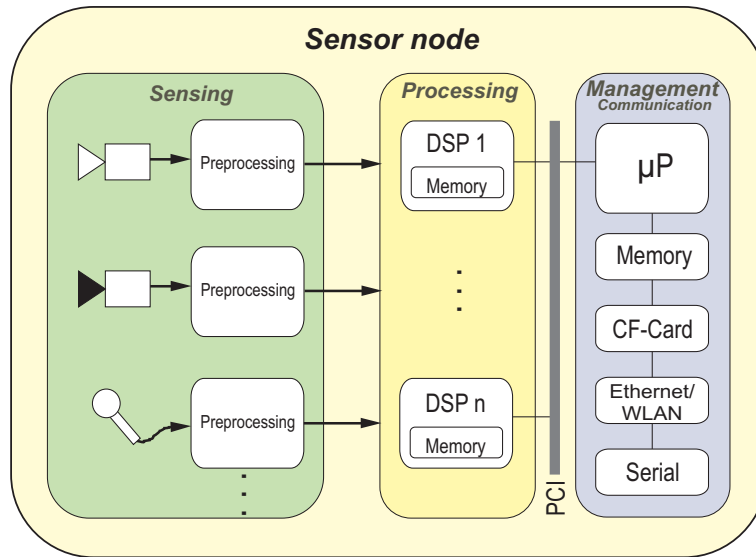 Sensor node
Sensing
Preprocessing
Preprocessing
Preprocessing
Processing
DSP 1
Memory
DSP n
Memory
PCI
Management
Communication
µP
Memory
CF-Card
Ethernet/
WLAN
Serial